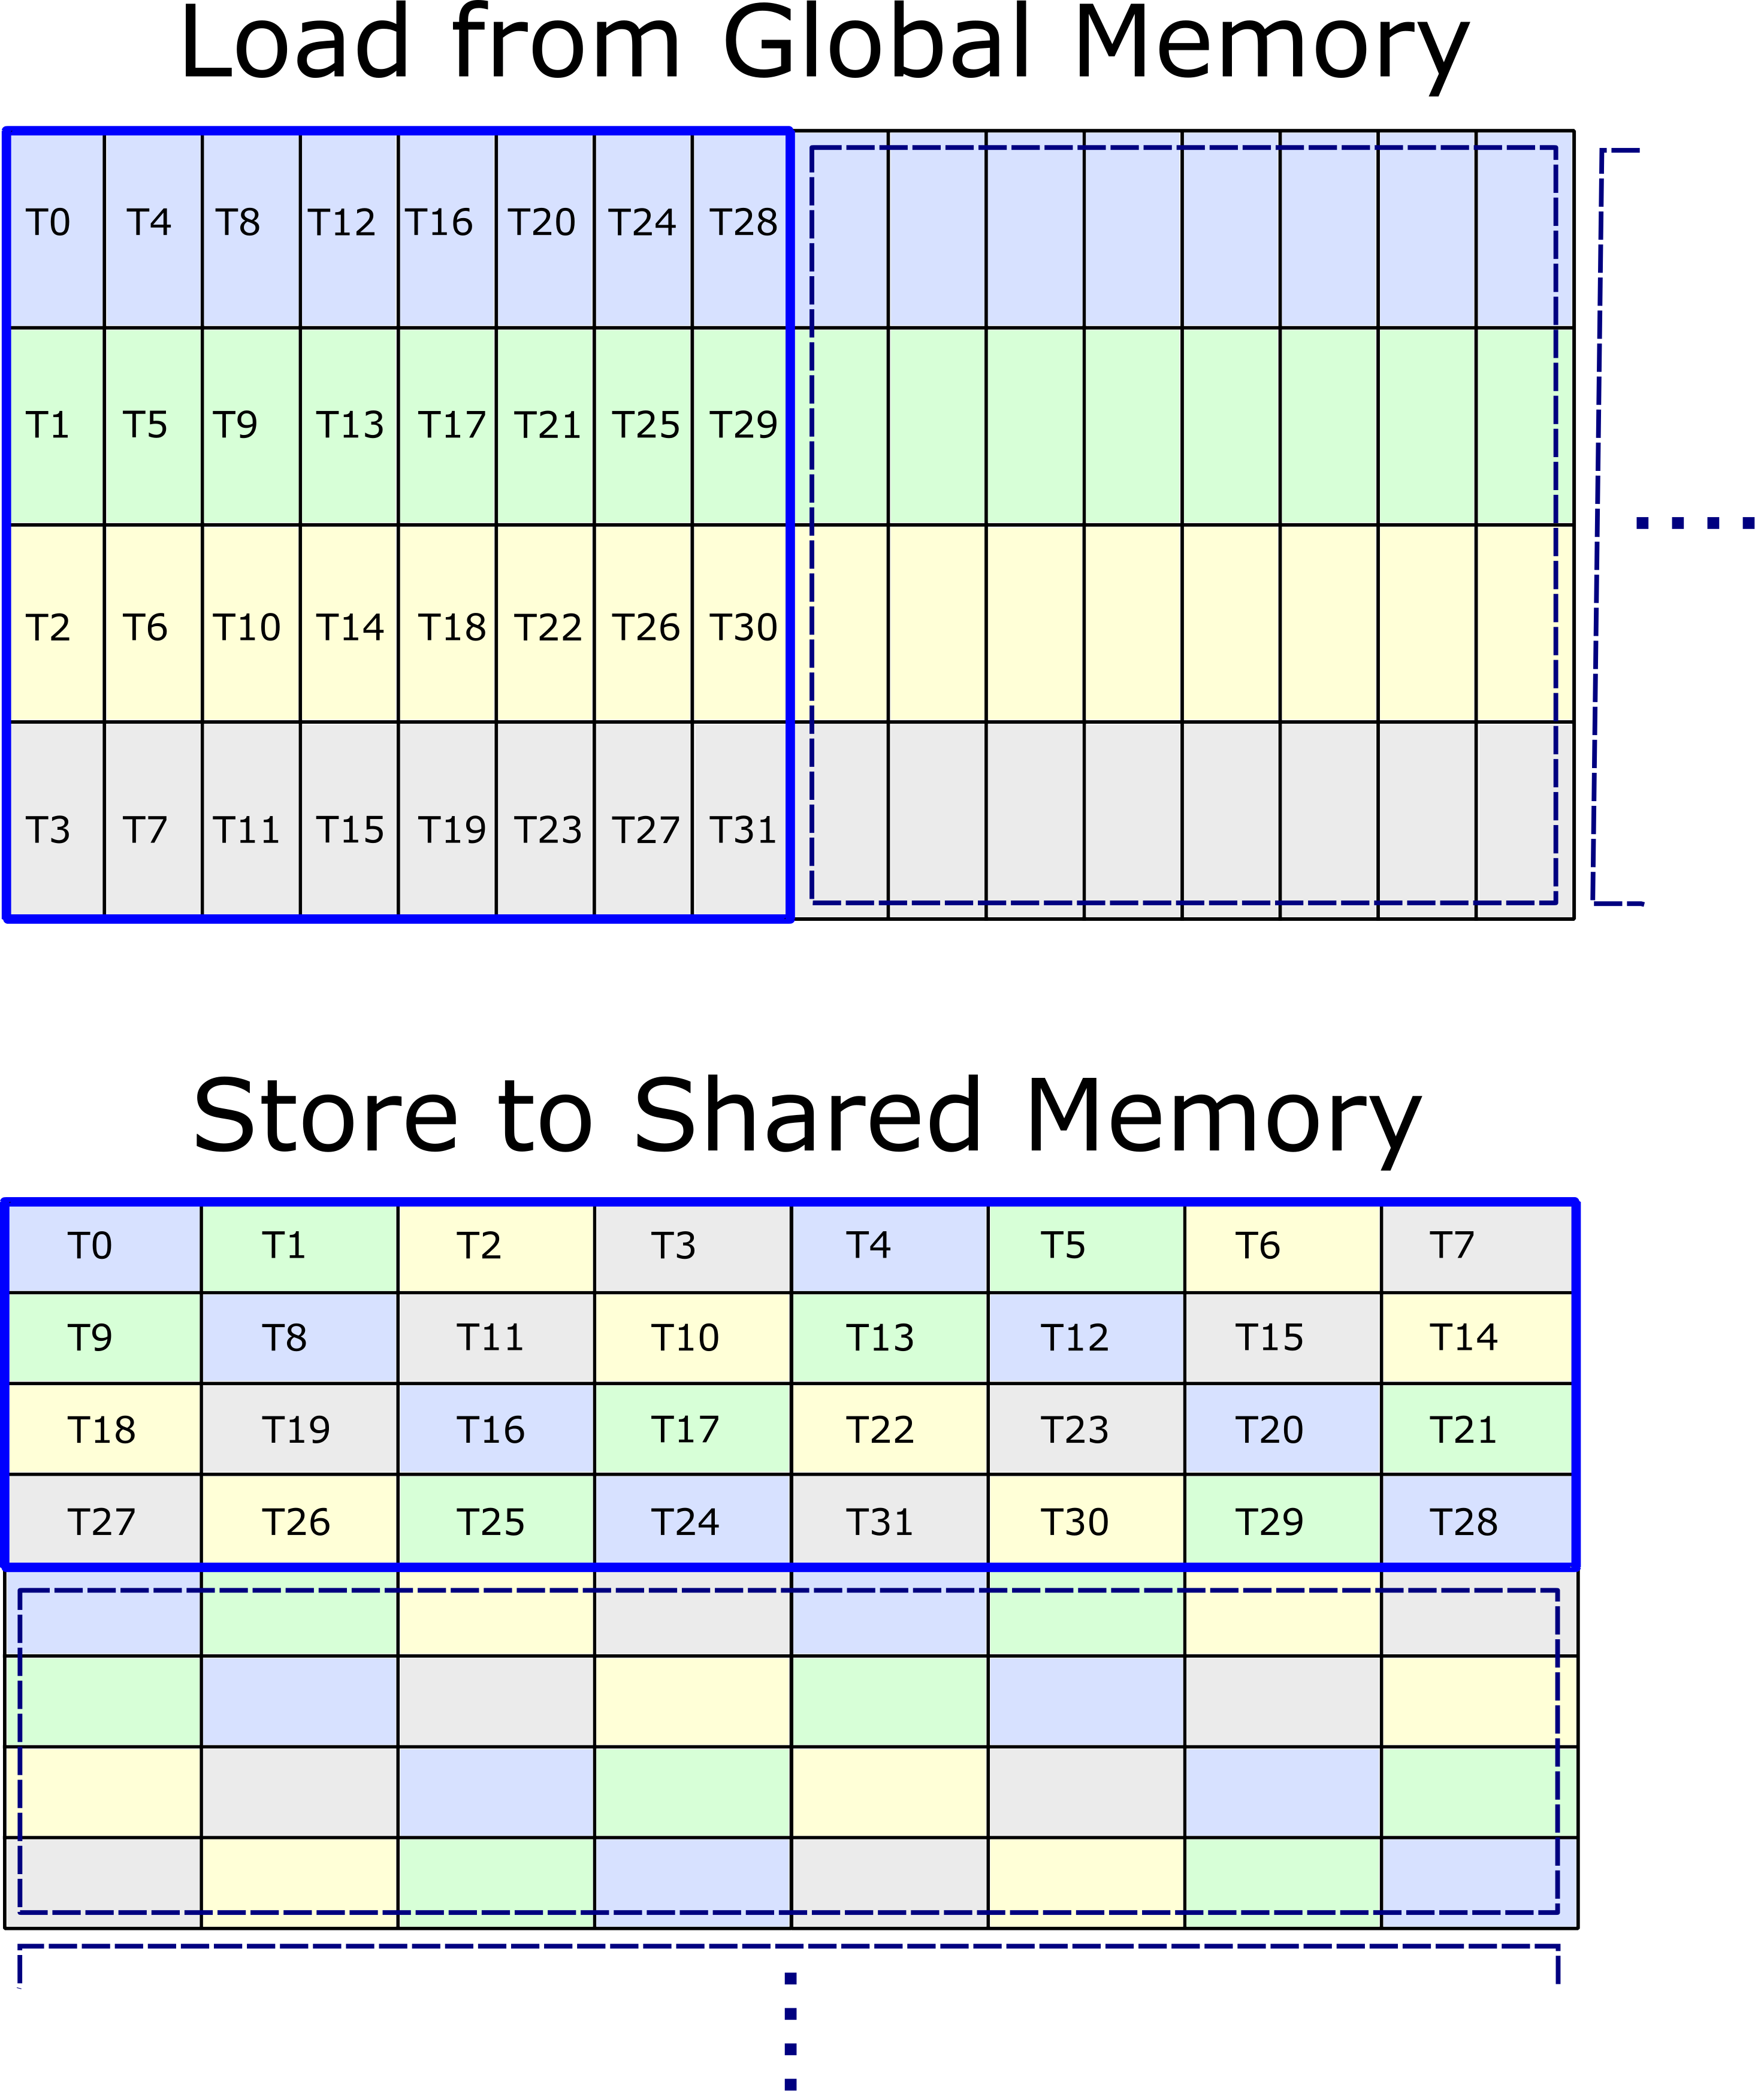 Load from Global Memory
T0 T4 T8 T12 T16 T20 T24 T28
T1 T5 T9 T13 T17 T21 T25 T29
T2 T6 T10 T14 T18 T22 T26 T30
T3 T7 T11 T15 T19 T23 T27 T31
Store to Shared Memory
T0 T1 T2 T3 T4 T5 T6 T7
T9 T8 T11 T10 T13 T12 T15 T14
T18 T19 T16 T17 T22 T23 T20 T21
T27 T26 T25 T24 T31 T30 T29 T28